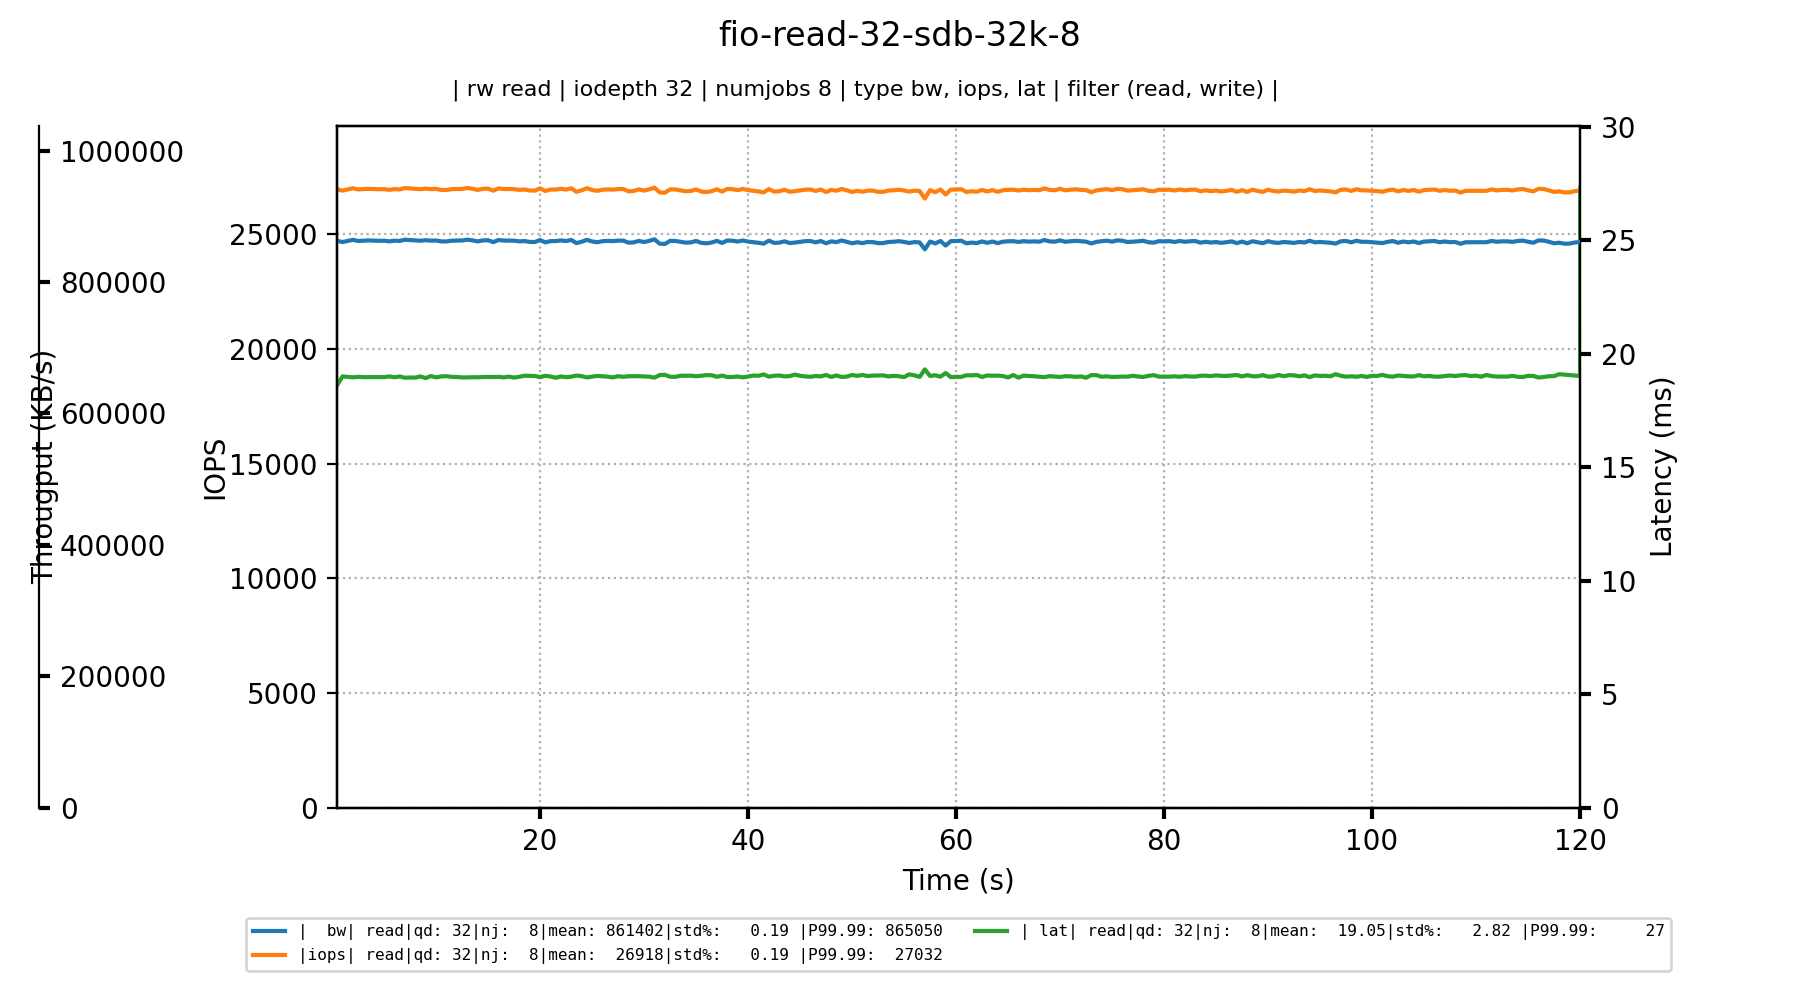 fio-read-32-sdb-32k-8
| rw read | iodepth 32 | numjobs 8 | type bw, iops, lat | filter (read, write) |
Througput (KB/s)
1000000
800000
600000
400000
200000
0
IOPS
25000
20000
15000
10000
5000
0
30
25
20
15
10
5
0
Latency (ms)
20 40 60 80 100 120
Time (s)
|  bw| read|qd: 32|nj:  8|mean: 861402|std%:   0.19 |P99.99: 865050
|iops| read|qd: 32|nj:  8|mean:  26918|std%:   0.19 |P99.99:  27032
| lat| read|qd: 32|nj:  8|mean:  19.05|std%:   2.82 |P99.99:     27